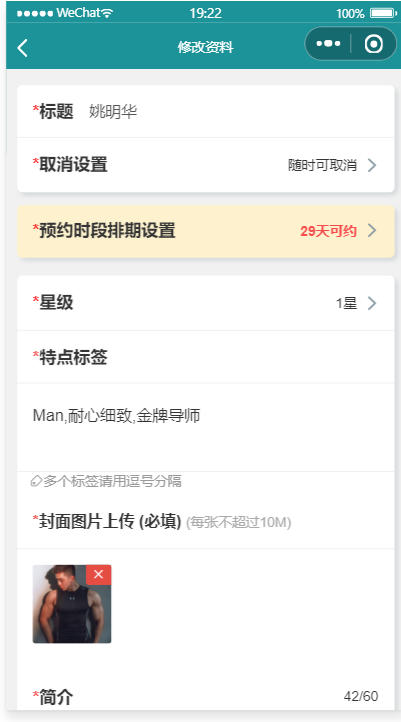 WeChat 19:22 100%
修改资料
*标题 姚明华
*取消设置 随时可取消
*预约时段排期设置 29天可约
*星级 1星
*特点标签
Man,耐心细致,金牌导师
多个标签请用逗号分隔
*封面图片上传 (必填) (每张不超过10M)
*简介 42/60